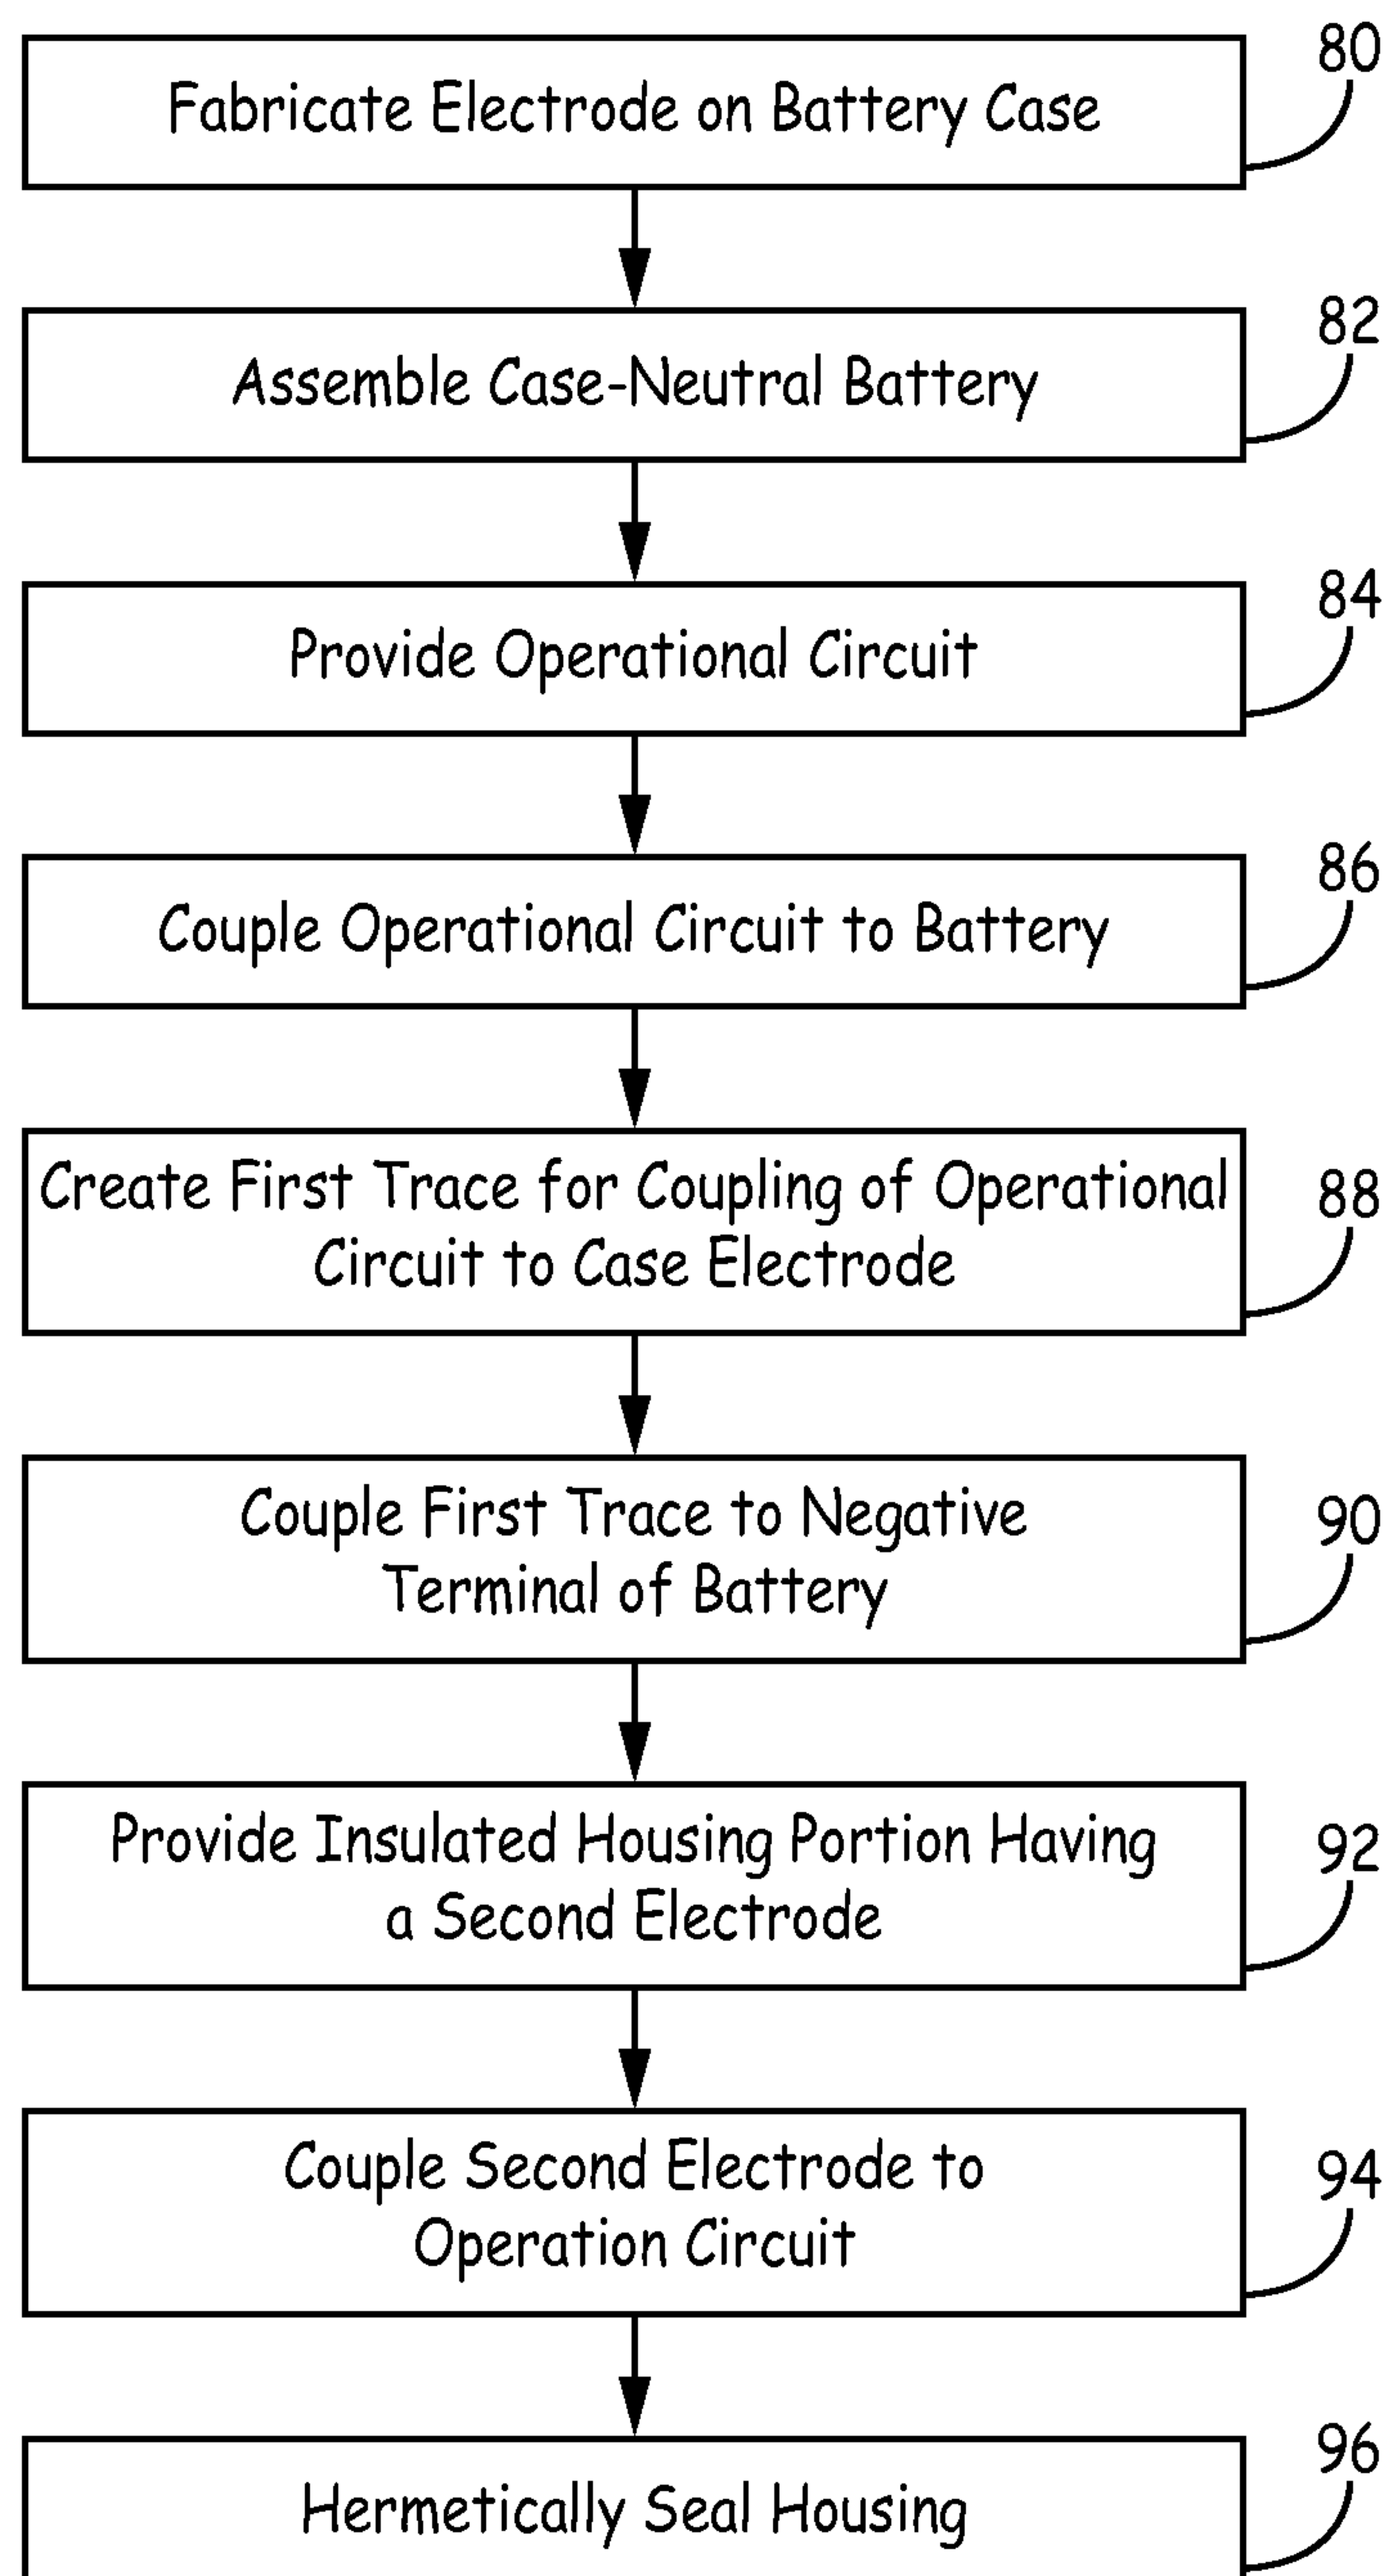 80
Fabricate Electrode on Battery Case
82
Assemble Case-Neutral Battery
84
Provide Operational Circuit
86
Couple Operational Circuit to Battery
88
Create First Trace for Coupling of Operational
Circuit to Case Electrode
90
Couple First Trace to Negative
Terminal of Battery
92
Provide Insulated Housing Portion Having
a Second Electrode
94
Couple Second Electrode to
Operation Circuit
96
Hermetically Seal Housing